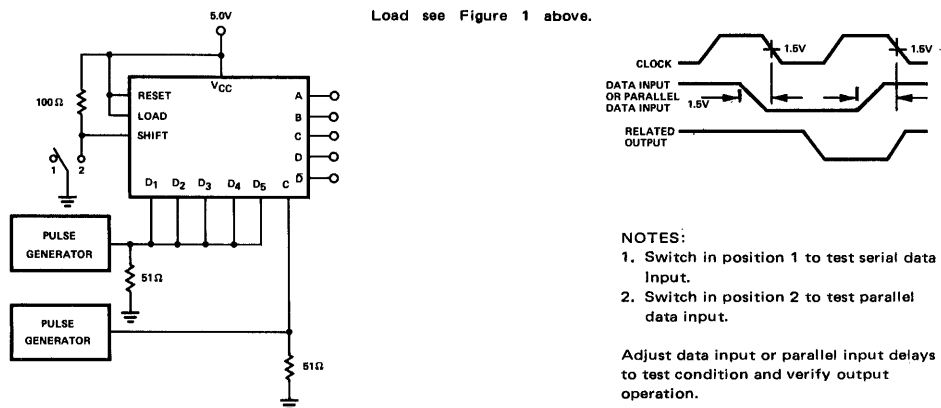 Load see Figure 1 above.
5.0V
VCC
100Ω
RESET
LOAD
SHIFT
A
B
C
D
D̅
1 2
D1 D2 D3 D4 D5 C
PULSE
GENERATOR
51Ω
PULSE
GENERATOR
51Ω
CLOCK
1.5V
1.5V
DATA INPUT
OR PARALLEL
DATA INPUT
1.5V
RELATED
OUTPUT
NOTES:
1. Switch in position 1 to test serial data
Input.
2. Switch in position 2 to test parallel
data input.
Adjust data input or parallel input delays
to test condition and verify output
operation.